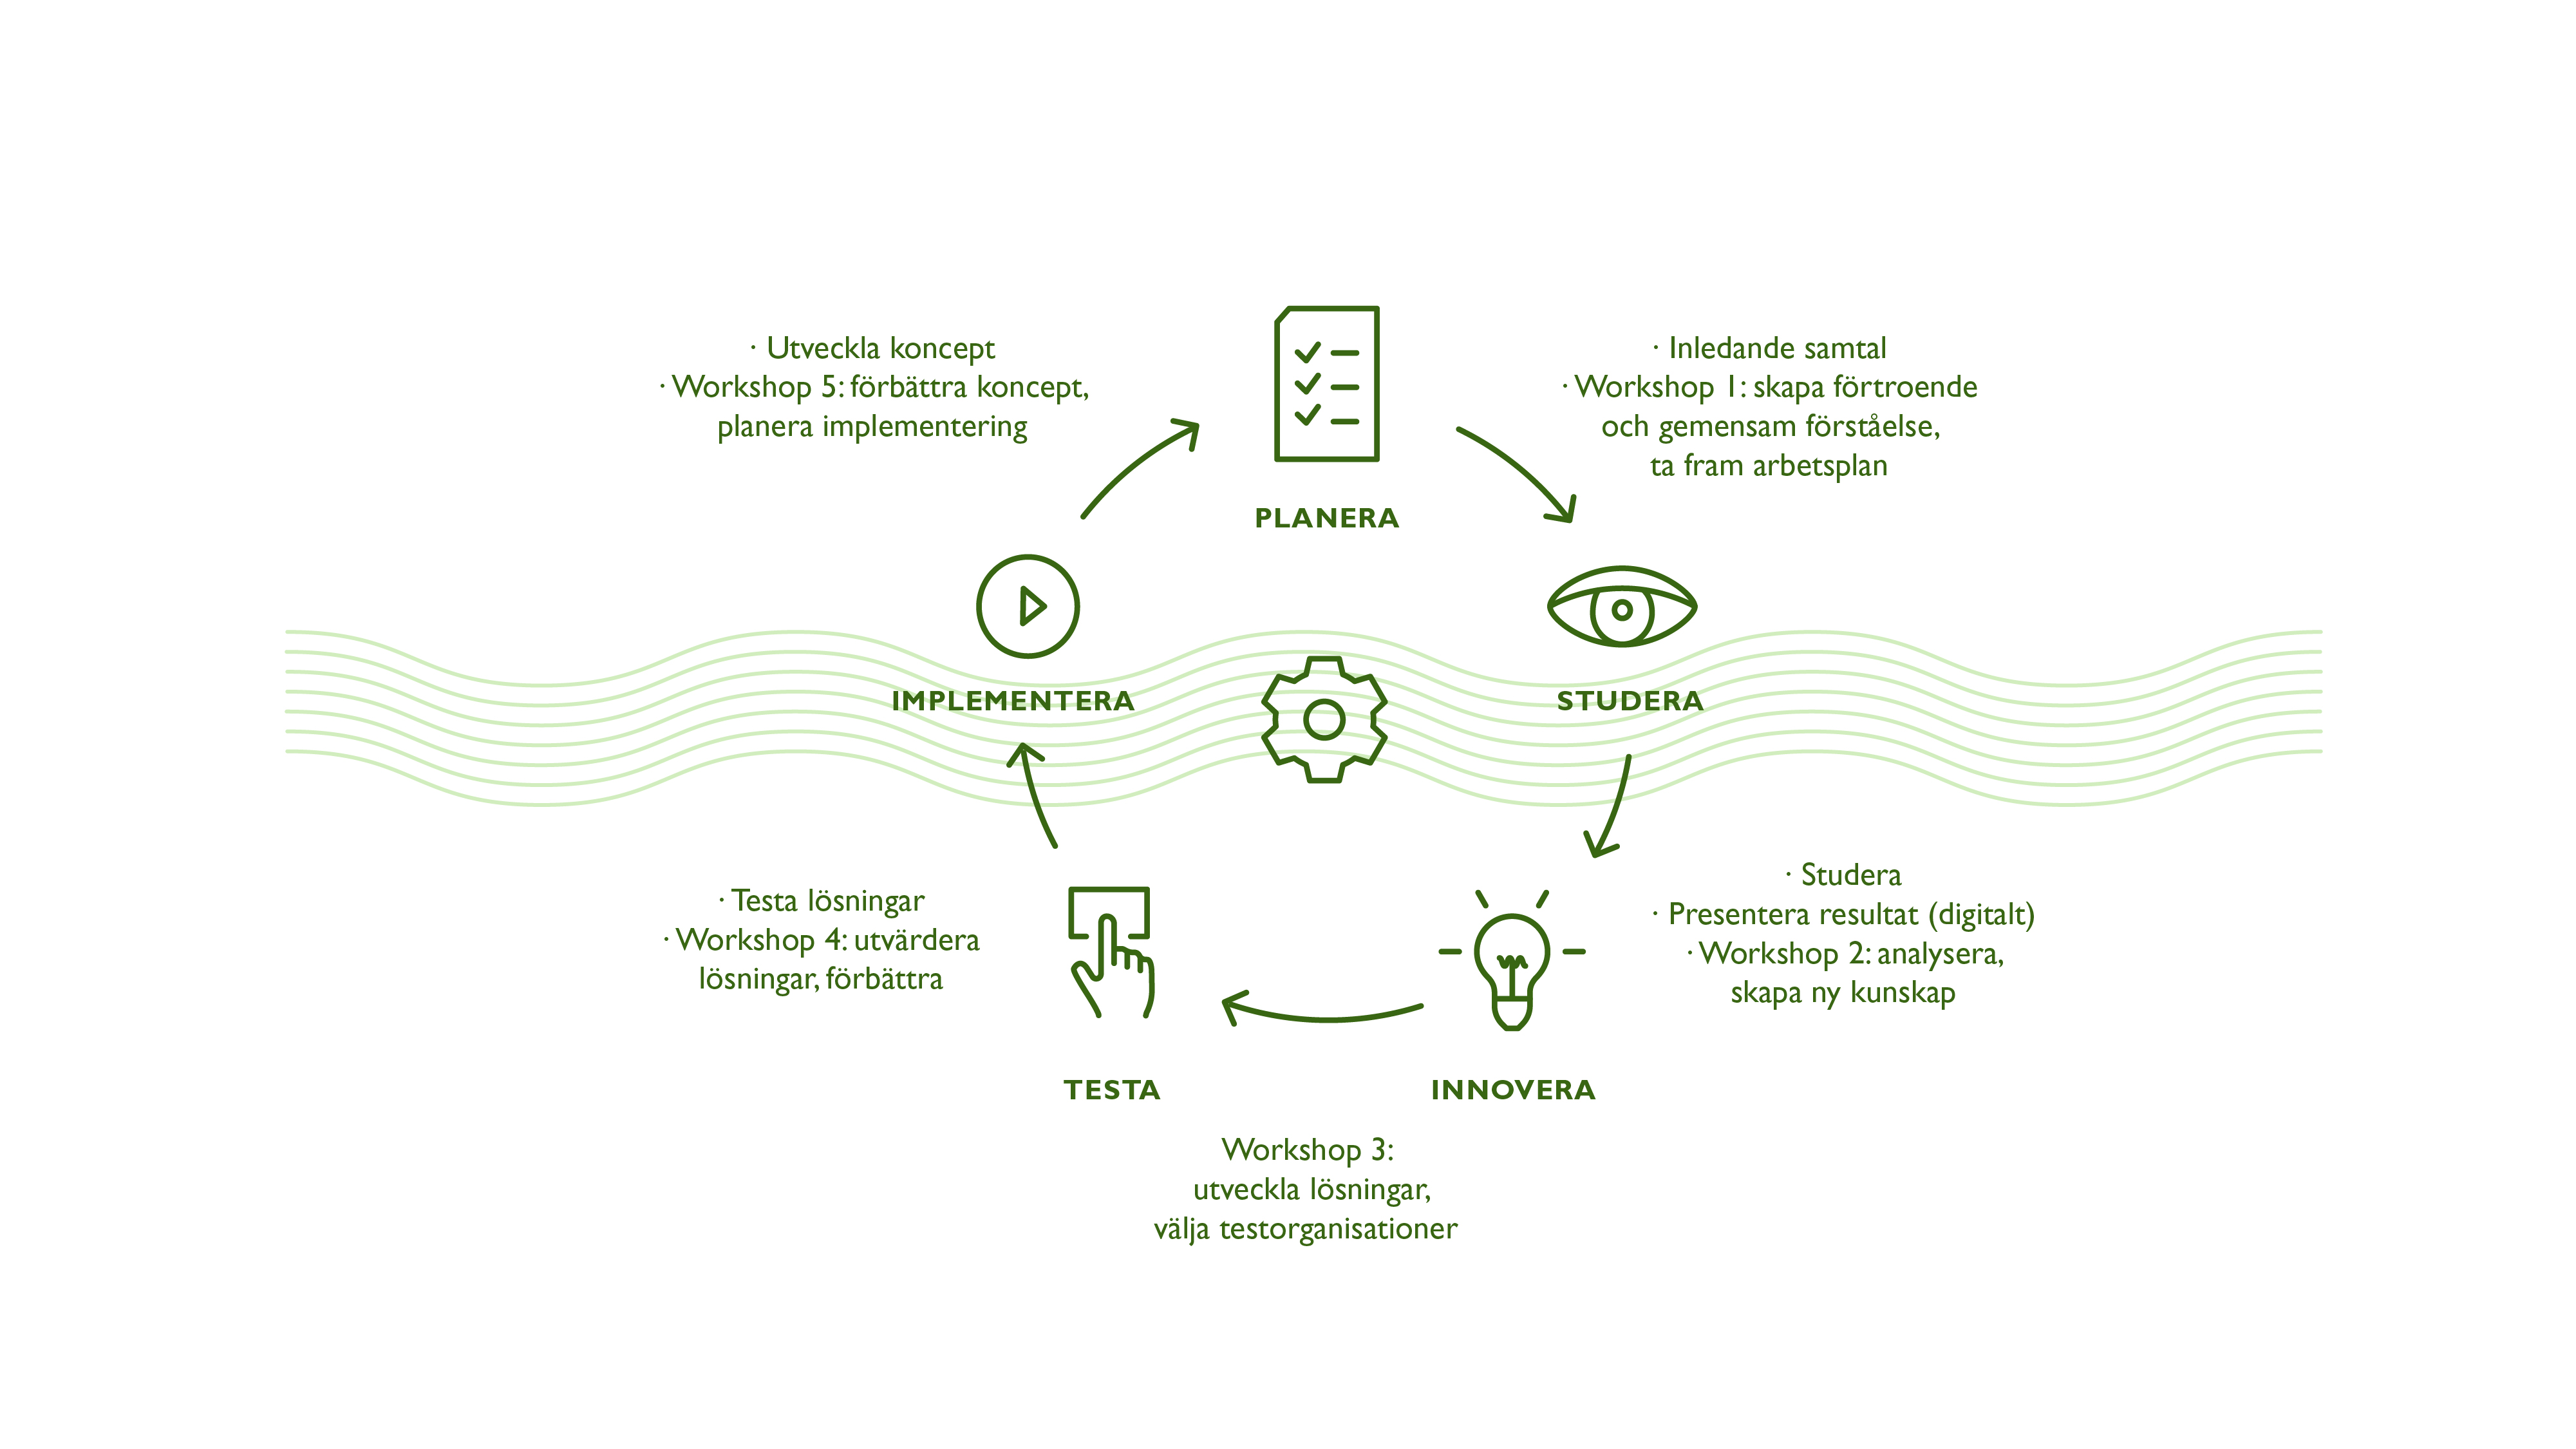 PLANERA
· Inledande samtal
· Workshop 1: skapa förtroende
och gemensam förståelse,
ta fram arbetsplan
STUDERA
· Studera
· Presentera resultat (digitalt)
· Workshop 2: analysera,
skapa ny kunskap
INNOVERA
Workshop 3:
utveckla lösningar,
välja testorganisationer
TESTA
· Testa lösningar
· Workshop 4: utvärdera
lösningar, förbättra
IMPLEMENTERA
· Utveckla koncept
· Workshop 5: förbättra koncept,
planera implementering